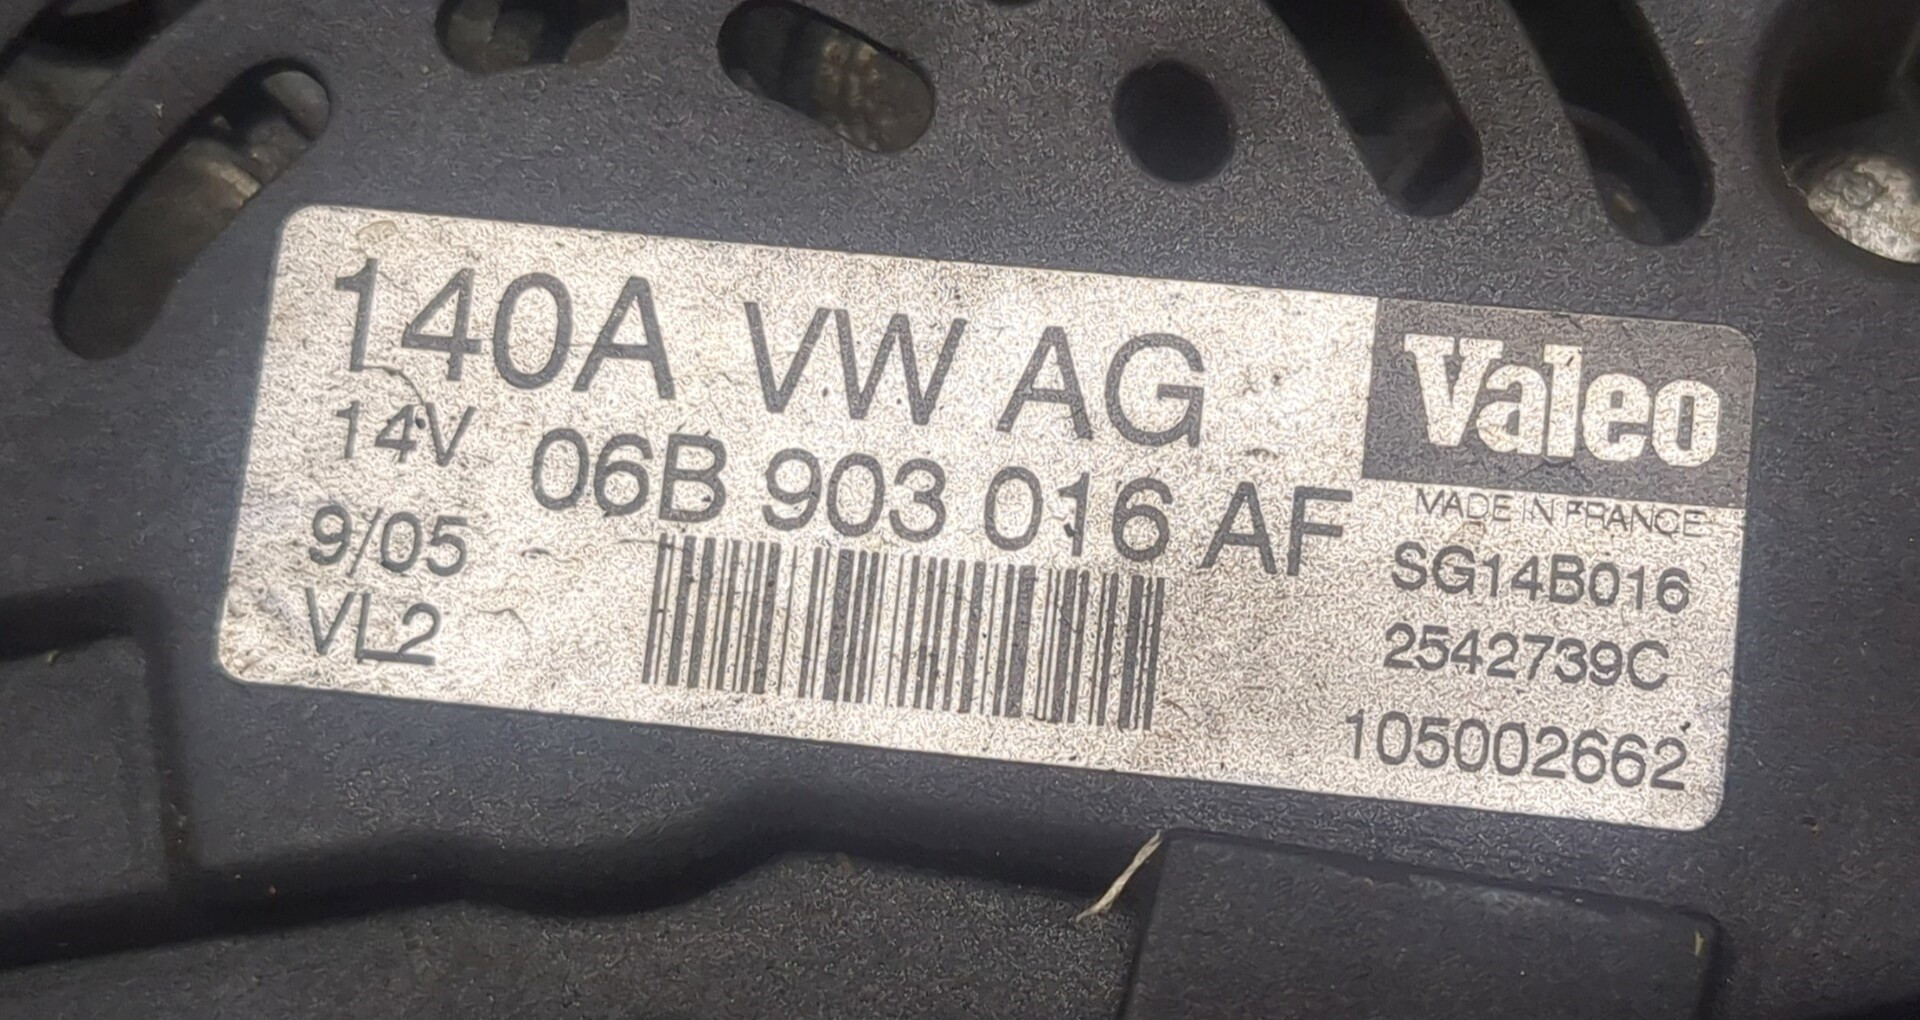 140A VW AG
Valeo
14V 06B 903 016 AF
MADE IN FRANCE
9/05
SG14B016
VL2
2542739C
105002662